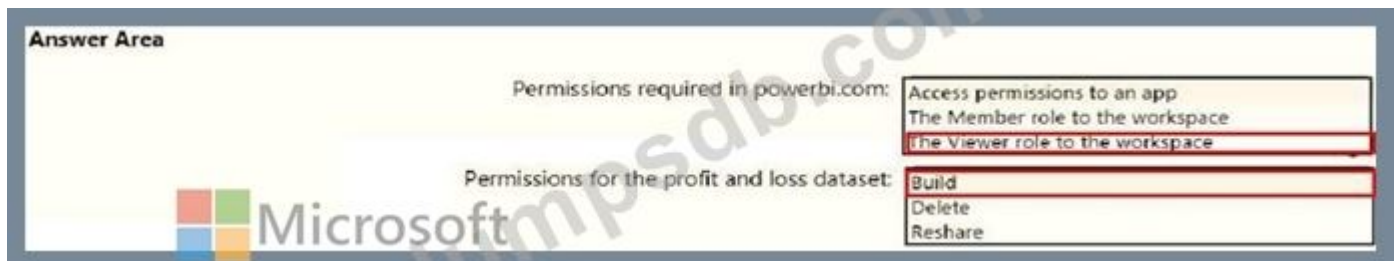 Answer Area
Permissions required in powerbi.com:
Access permissions to an app
The Member role to the workspace
The Viewer role to the workspace
Permissions for the profit and loss dataset:
Build
Delete
Reshare
Microsoft